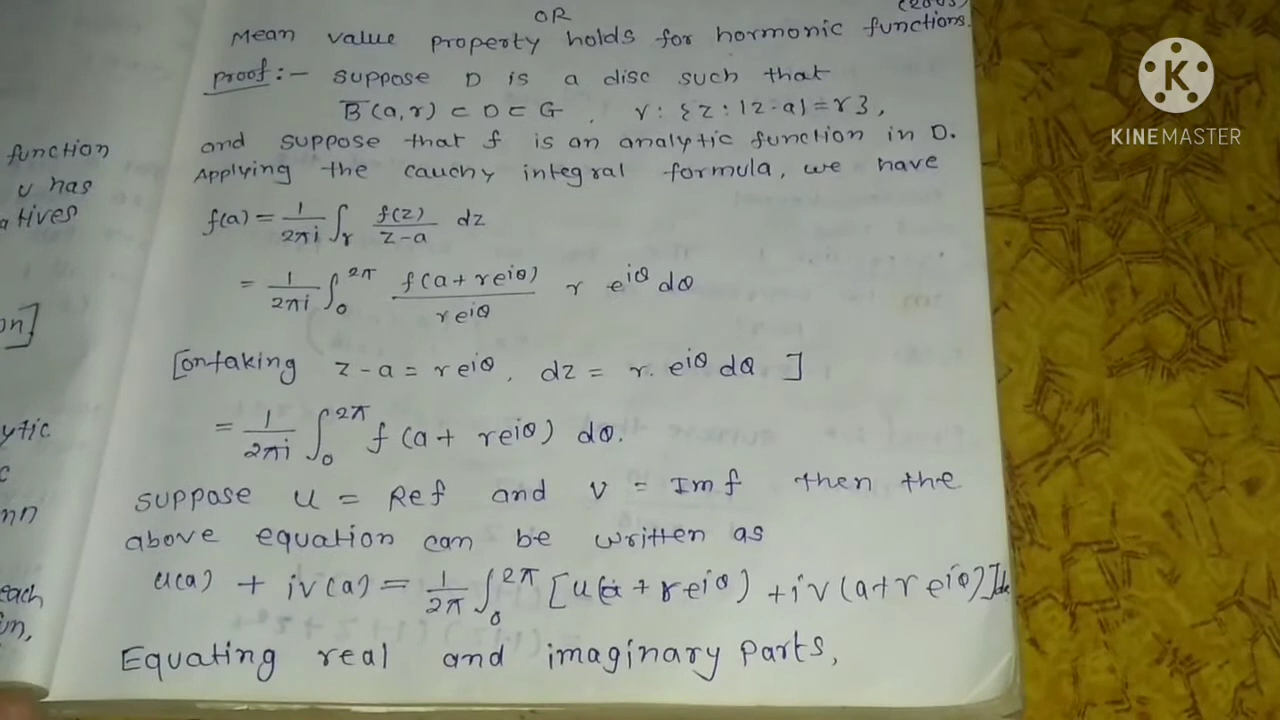 OR
Mean value property holds for hormonic functions.
proof:- suppose D is a disc such that
B̅(a,r) ⊂ D ⊂ G, γ: {z: |z-a|=r},
function
and suppose that f is an analytic function in D.
u has
Applying the cauchy integral formula, we have
atives
f(a) = 1/2πi ∫γ f(z)/z-a dz
= 1/2πi ∫₀^2π f(a+re^iθ)/re^iθ r e^iθ dθ
on]
[on taking z-a = re^iθ, dz = r. e^iθ dθ ]
ytic
= 1/2πi ∫₀^2π f(a+ re^iθ) dθ.
c
suppose u = Ref and v = Imf then the
nn
above equation can be written as
each
u(a) + iv(a) = 1/2π ∫₀^2π [u(a+re^iθ) + iv(a+re^iθ)]dθ
Equating real and imaginary parts,
KINEMASTER